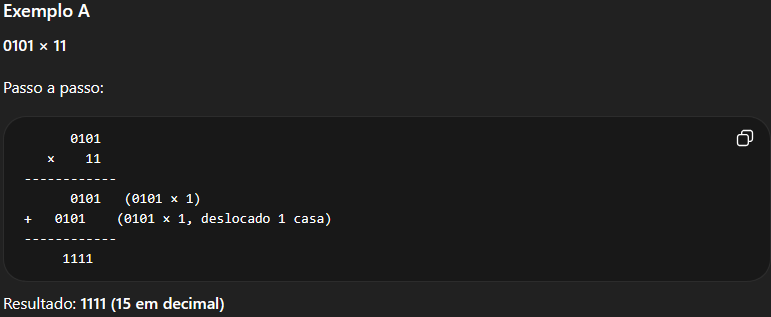 Exemplo A
0101 × 11
Passo a passo:
      0101
   ×    11
------------
      0101   (0101 × 1)
+   0101    (0101 × 1, deslocado 1 casa)
------------
     1111
Resultado: 1111 (15 em decimal)